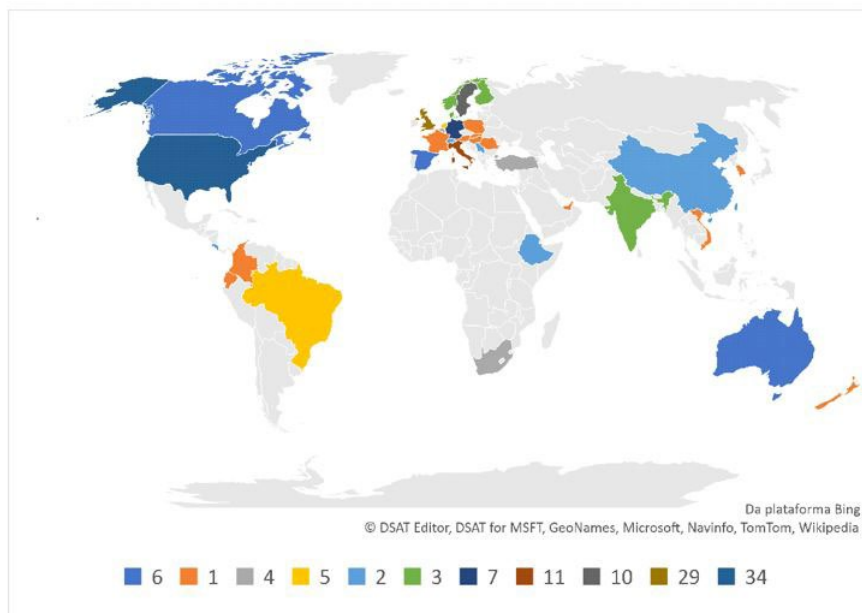 Da plataforma Bing
© DSAT Editor, DSAT for MSFT, GeoNames, Microsoft, Navinfo, TomTom, Wikipedia
6 1 4 5 2 3 7 11 10 29 34